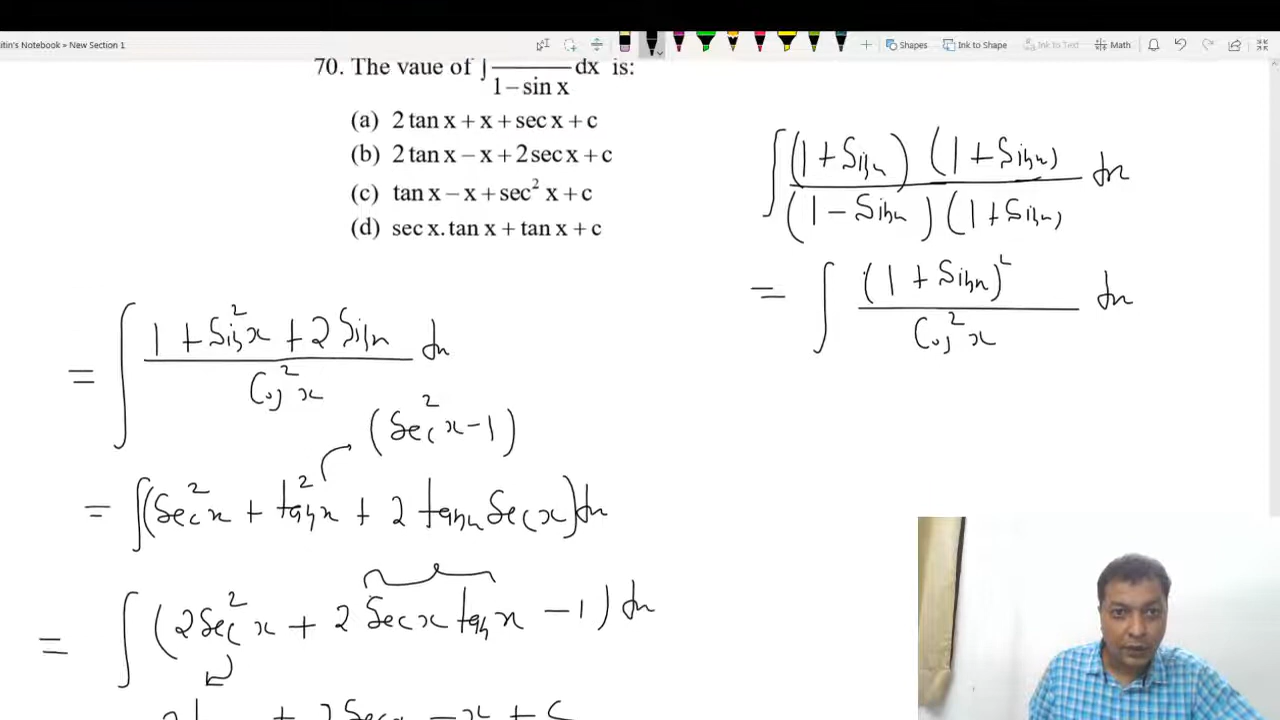 itin's Notebook » New Section 1
Shapes Ink to Shape Ink to Text Math
70. The vaue of ∫ ───── dx is:
1 – sin x
(a) 2 tan x + x + sec x + c
(b) 2 tan x – x + 2 sec x + c
(c) tan x – x + sec² x + c
(d) sec x. tan x + tan x + c
∫ (1 + Sinx) (1 + Sinx) / (1 – Sinx) (1 + Sinx) dx
= ∫ (1 + Sinx)² / Cos²x dx
= ∫ 1 + Sin²x + 2 Sinx / Cos²x dx
(Sec²x – 1)
= ∫ (Sec²x + tan²x + 2 tanx Secx) dx
= ∫ (2Sec²x + 2 Secx tanx – 1) dx
+ 2Secx – x + c